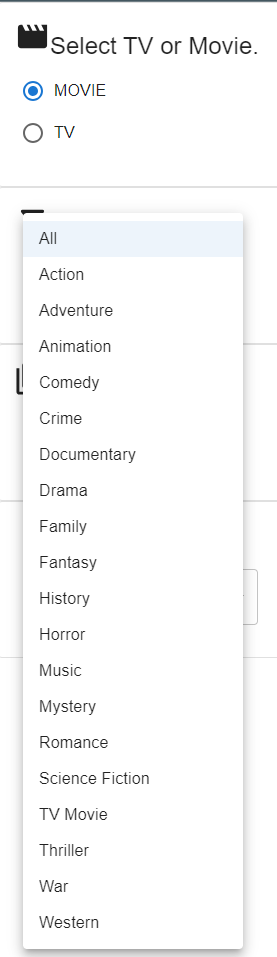 Select TV or Movie.
MOVIE
TV
All
Action
Adventure
Animation
Comedy
Crime
Documentary
Drama
Family
Fantasy
History
Horror
Music
Mystery
Romance
Science Fiction
TV Movie
Thriller
War
Western